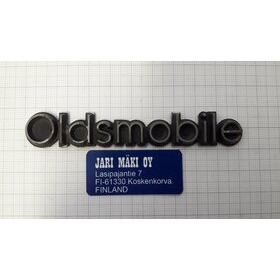 Oldsmobile
JARI MÄKI OY
Lasipajantie 7
FI-61330 Koskenkorva
FINLAND